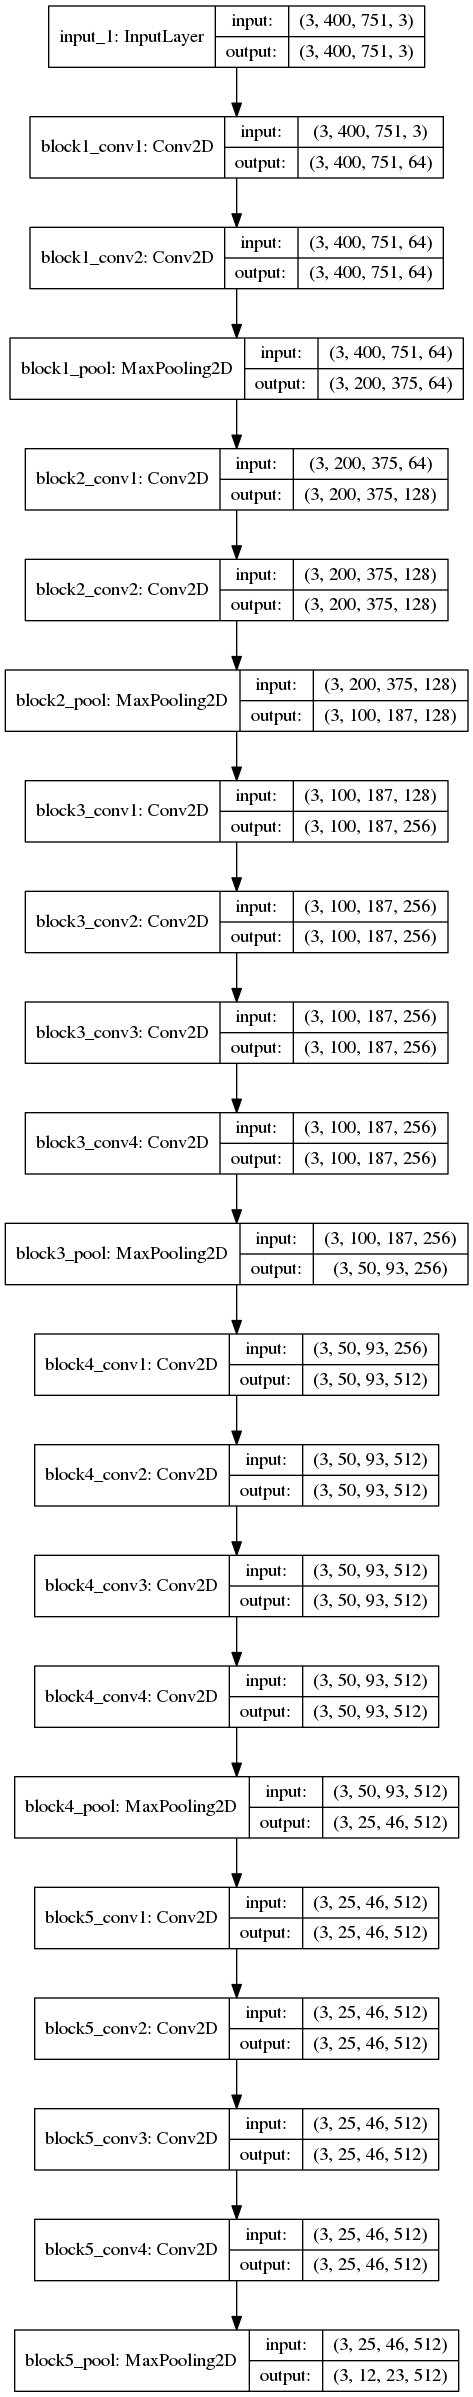 input_1: InputLayer
input: (3, 400, 751, 3)
output: (3, 400, 751, 3)
block1_conv1: Conv2D
input: (3, 400, 751, 3)
output: (3, 400, 751, 64)
block1_conv2: Conv2D
input: (3, 400, 751, 64)
output: (3, 400, 751, 64)
block1_pool: MaxPooling2D
input: (3, 400, 751, 64)
output: (3, 200, 375, 64)
block2_conv1: Conv2D
input: (3, 200, 375, 64)
output: (3, 200, 375, 128)
block2_conv2: Conv2D
input: (3, 200, 375, 128)
output: (3, 200, 375, 128)
block2_pool: MaxPooling2D
input: (3, 200, 375, 128)
output: (3, 100, 187, 128)
block3_conv1: Conv2D
input: (3, 100, 187, 128)
output: (3, 100, 187, 256)
block3_conv2: Conv2D
input: (3, 100, 187, 256)
output: (3, 100, 187, 256)
block3_conv3: Conv2D
input: (3, 100, 187, 256)
output: (3, 100, 187, 256)
block3_conv4: Conv2D
input: (3, 100, 187, 256)
output: (3, 100, 187, 256)
block3_pool: MaxPooling2D
input: (3, 100, 187, 256)
output: (3, 50, 93, 256)
block4_conv1: Conv2D
input: (3, 50, 93, 256)
output: (3, 50, 93, 512)
block4_conv2: Conv2D
input: (3, 50, 93, 512)
output: (3, 50, 93, 512)
block4_conv3: Conv2D
input: (3, 50, 93, 512)
output: (3, 50, 93, 512)
block4_conv4: Conv2D
input: (3, 50, 93, 512)
output: (3, 50, 93, 512)
block4_pool: MaxPooling2D
input: (3, 50, 93, 512)
output: (3, 25, 46, 512)
block5_conv1: Conv2D
input: (3, 25, 46, 512)
output: (3, 25, 46, 512)
block5_conv2: Conv2D
input: (3, 25, 46, 512)
output: (3, 25, 46, 512)
block5_conv3: Conv2D
input: (3, 25, 46, 512)
output: (3, 25, 46, 512)
block5_conv4: Conv2D
input: (3, 25, 46, 512)
output: (3, 25, 46, 512)
block5_pool: MaxPooling2D
input: (3, 25, 46, 512)
output: (3, 12, 23, 512)